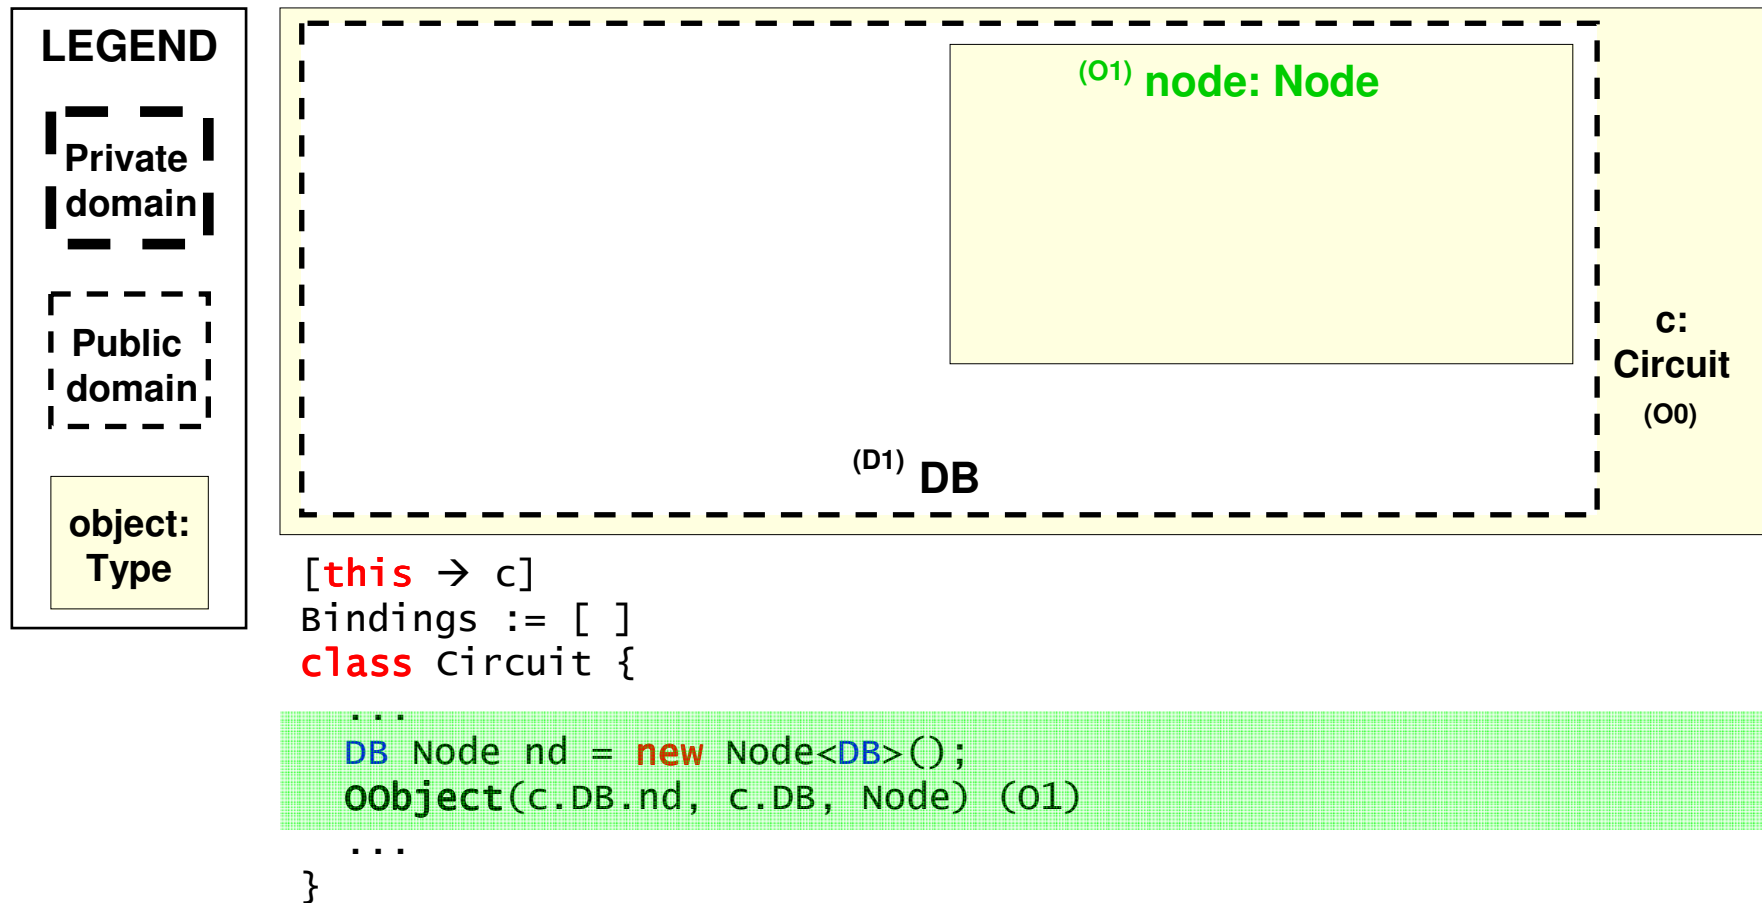 LEGEND
Private
domain
Public
domain
object:
Type
(O1) node: Node
c:
Circuit
(O0)
(D1) DB
[this → c]
Bindings := [ ]
class Circuit {
...
DB Node nd = new Node<DB>();
OObject(c.DB.nd, c.DB, Node) (O1)
...
}